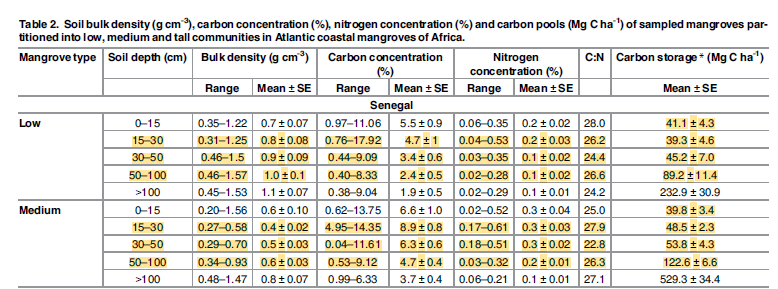 Table 2. Soil bulk density (g cm-3), carbon concentration (%), nitrogen concentration (%) and carbon pools (Mg C ha-1) of sampled mangroves par-
titioned into low, medium and tall communities in Atlantic coastal mangroves of Africa.
Mangrove type Soil depth (cm) Bulk density (g cm-3) Carbon concentration (%) Nitrogen concentration (%) C:N Carbon storage * (Mg C ha-1)
Range Mean ± SE Range Mean ± SE Range Mean ± SE Mean ± SE
Senegal
Low 0–15 0.35–1.22 0.7 ± 0.07 0.97–11.06 5.5 ± 0.9 0.06–0.35 0.2 ± 0.02 28.0 41.1 ± 4.3
15–30 0.31–1.25 0.8 ± 0.08 0.76–17.92 4.7 ± 1 0.04–0.53 0.2 ± 0.03 26.2 39.3 ± 4.6
30–50 0.46–1.5 0.9 ± 0.09 0.44–9.09 3.4 ± 0.6 0.03–0.35 0.1 ± 0.02 24.4 45.2 ± 7.0
50–100 0.46–1.57 1.0 ± 0.1 0.40–8.33 2.4 ± 0.5 0.02–0.28 0.1 ± 0.02 26.6 89.2 ± 11.4
>100 0.45–1.53 1.1 ± 0.07 0.38–9.04 1.9 ± 0.5 0.02–0.29 0.1 ± 0.01 24.2 232.9 ± 30.9
Medium 0–15 0.20–1.56 0.6 ± 0.10 0.62–13.75 6.6 ± 1.0 0.02–0.52 0.3 ± 0.04 25.0 39.8 ± 3.4
15–30 0.27–0.58 0.4 ± 0.02 4.95–14.35 8.9 ± 0.8 0.17–0.61 0.3 ± 0.03 27.9 48.5 ± 2.3
30–50 0.29–0.70 0.5 ± 0.03 0.04–11.61 6.3 ± 0.6 0.18–0.51 0.3 ± 0.02 22.8 53.8 ± 4.3
50–100 0.34–0.93 0.6 ± 0.03 0.53–9.12 4.7 ± 0.4 0.03–0.32 0.2 ± 0.01 26.3 122.6 ± 6.6
>100 0.48–1.47 0.8 ± 0.07 0.99–6.33 3.7 ± 0.4 0.06–0.21 0.1 ± 0.01 27.1 529.3 ± 34.4